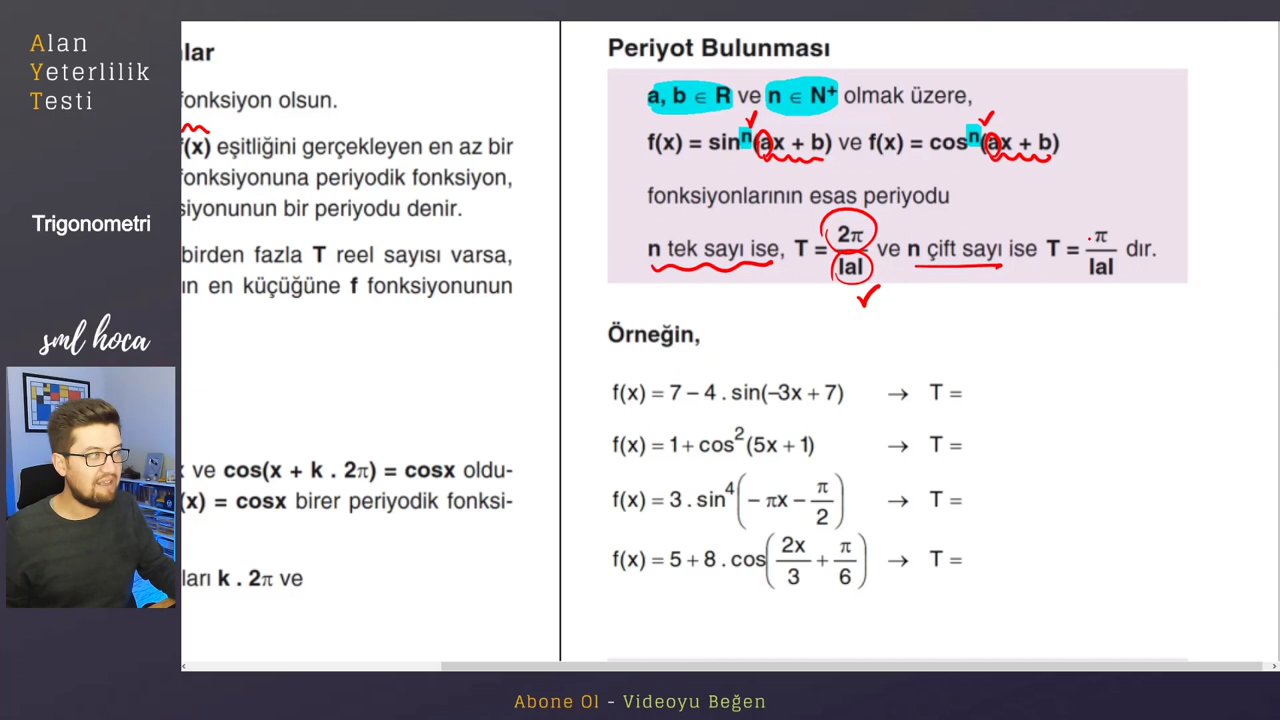 Alan
Yeterlilik
Testi
Trigonometri
sml hoca
lar
fonksiyon olsun.
f(x) eşitliğini gerçekleyen en az bir
fonksiyonuna periyodik fonksiyon,
siyonunun bir periyodu denir.
birden fazla T reel sayısı varsa,
ın en küçüğüne f fonksiyonunun
x ve cos(x + k . 2π) = cosx oldu-
(x) = cosx birer periyodik fonksi-
ları k . 2π ve
Periyot Bulunması
a, b ∈ R ve n ∈ N⁺ olmak üzere,
f(x) = sinⁿ(ax + b) ve f(x) = cosⁿ(ax + b)
fonksiyonlarının esas periyodu
n tek sayı ise, T = 2π/|a| ve n çift sayı ise T = π/|a| dır.
Örneğin,
f(x) = 7 – 4 . sin(–3x + 7) → T =
f(x) = 1 + cos²(5x + 1) → T =
f(x) = 3 . sin⁴(– πx – π/2) → T =
f(x) = 5 + 8 . cos(2x/3 + π/6) → T =
Abone Ol - Videoyu Beğen